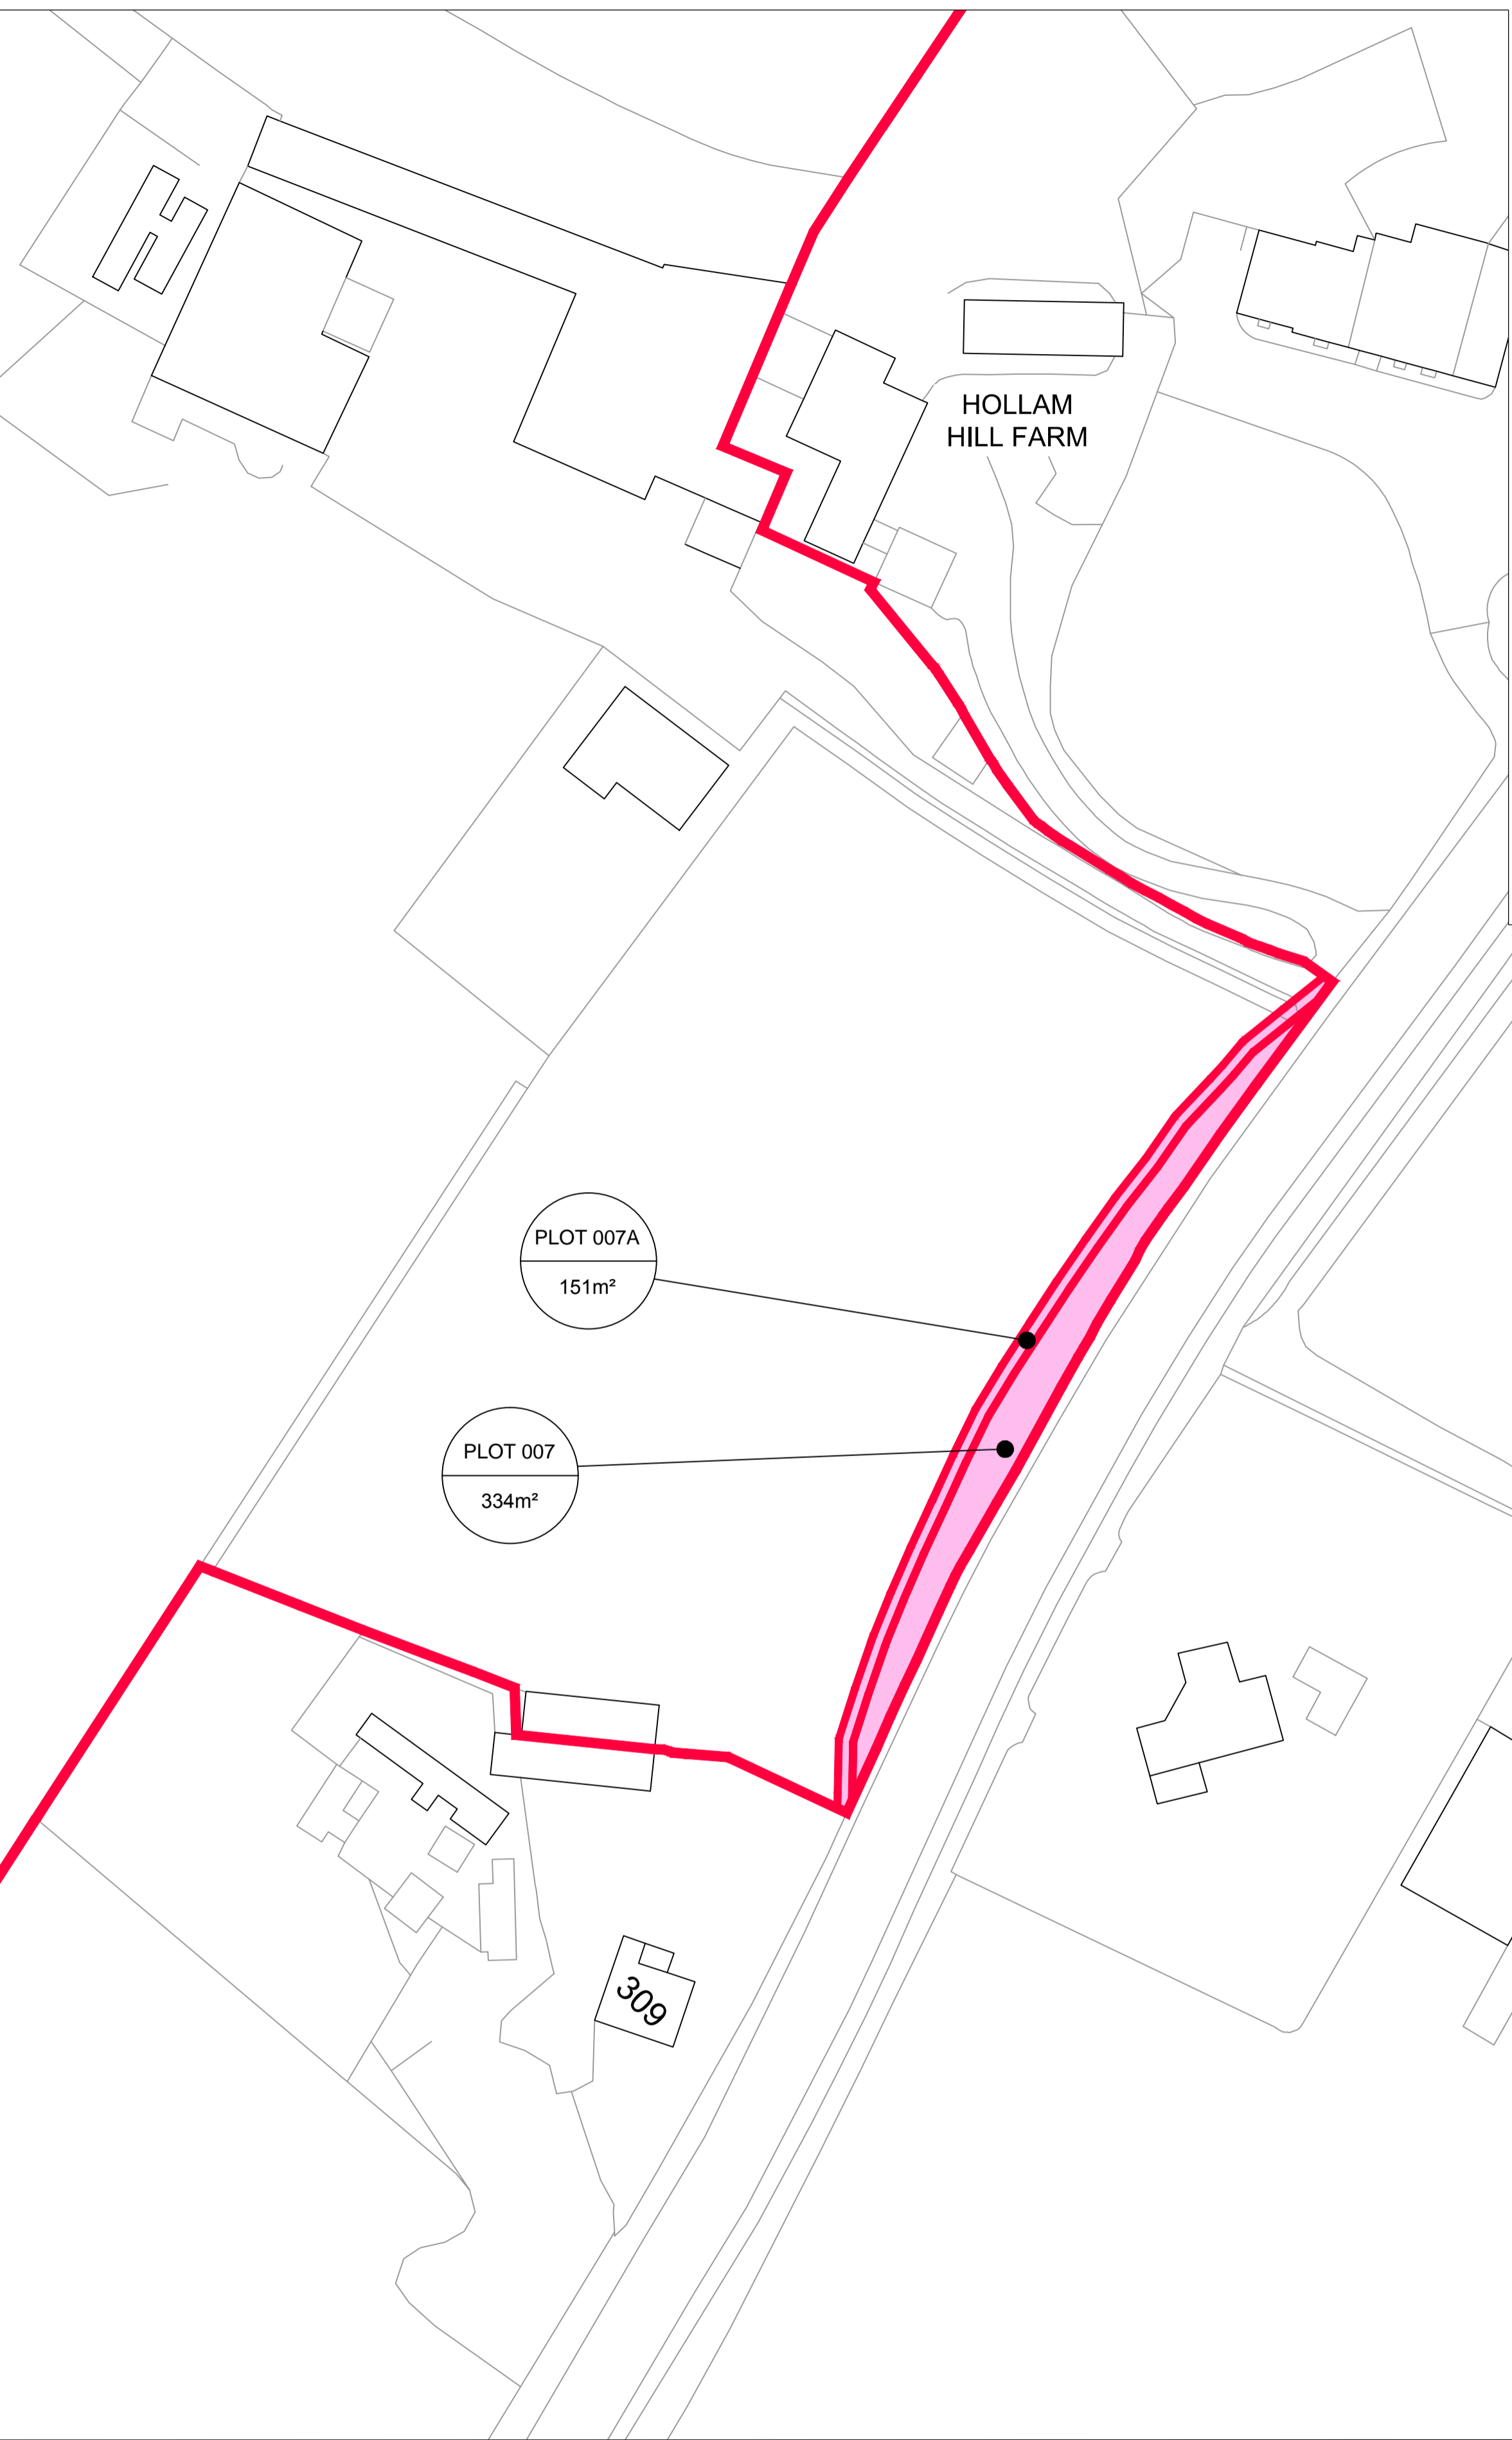 HOLLAM
HILL FARM
PLOT 007A
151m²
PLOT 007
334m²
309